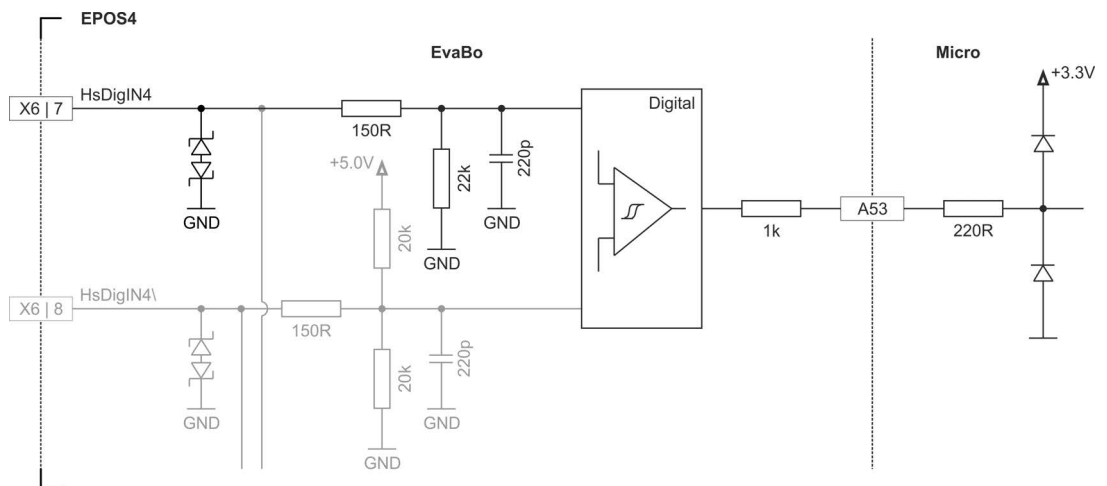 EPOS4
EvaBo
Micro
X6 | 7
HsDigIN4
Digital
+3.3V
150R
22k
220p
GND
+5.0V
GND
GND
20k
1k
A53
220R
X6 | 8
HsDigIN4\
150R
20k
220p
GND
GND
GND